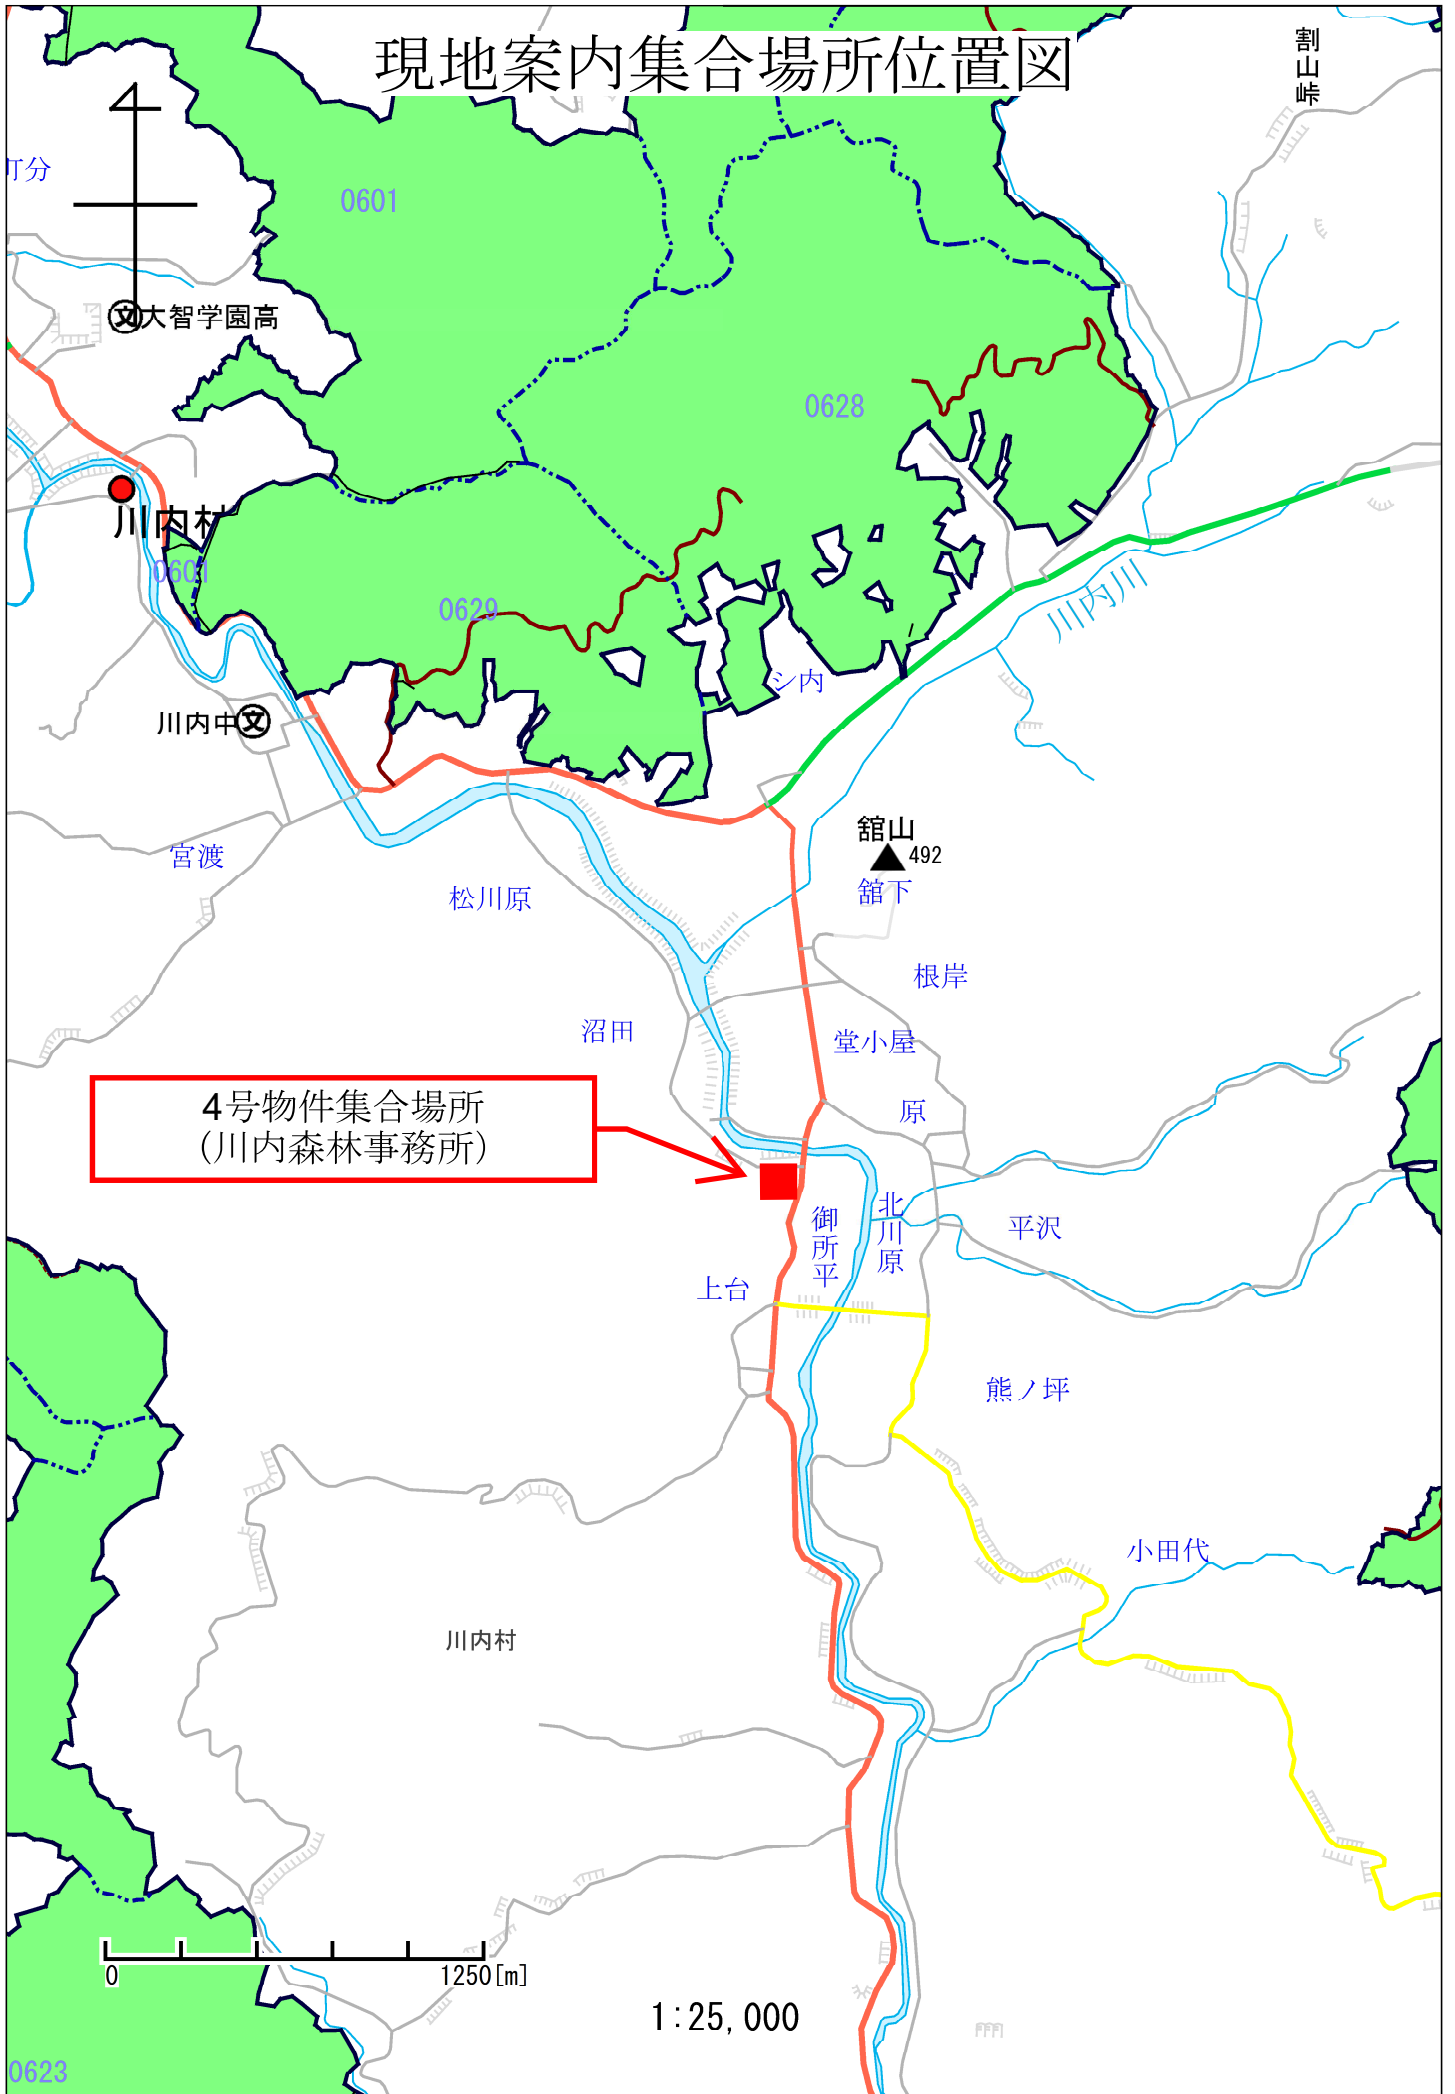 現地案内集合場所位置図
割山峠
町分
0601
文大智学園高
0628
川内村
0601
0629
川内川
シ内
川内中文
舘山
492
舘下
宮渡
松川原
根岸
沼田
堂小屋
原
4号物件集合場所
(川内森林事務所)
御所平
北川原
平沢
上台
熊ノ坪
小田代
川内村
0
1250[m]
1:25,000
0623